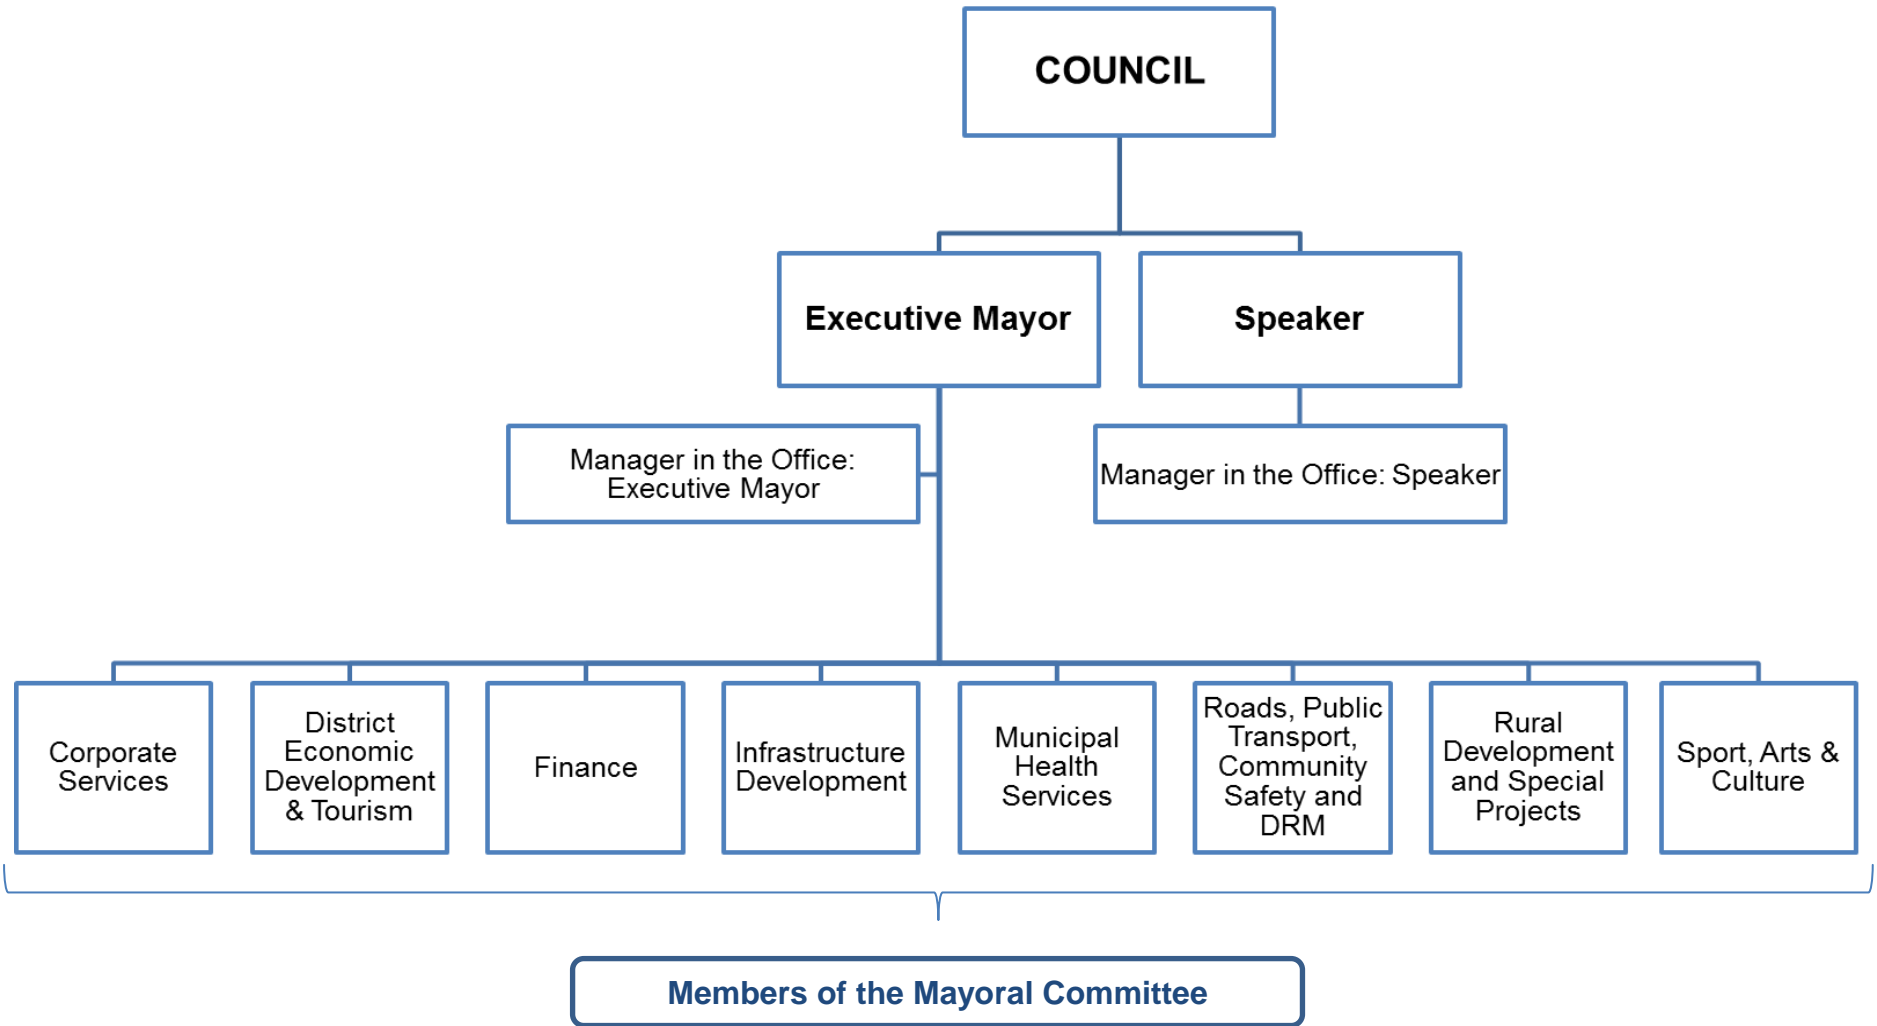 COUNCIL
Executive Mayor
Speaker
Manager in the Office:
Executive Mayor
Manager in the Office: Speaker
Corporate
Services
District
Economic
Development
& Tourism
Finance
Infrastructure
Development
Municipal
Health
Services
Roads, Public
Transport,
Community
Safety and
DRM
Rural
Development
and Special
Projects
Sport, Arts &
Culture
Members of the Mayoral Committee